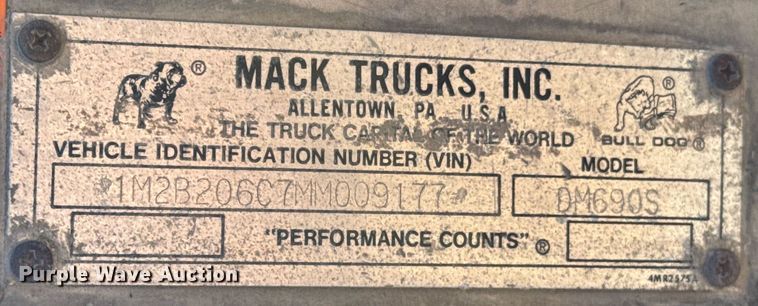 MACK TRUCKS, INC.
ALLENTOWN, PA U.S.A.
THE TRUCK CAPITAL OF THE WORLD
BULL DOG®
VEHICLE IDENTIFICATION NUMBER (VIN)
MODEL
*1M2B206C7MM009177*
DM690S
"PERFORMANCE COUNTS"®
4MR2575A
Purple Wave Auction